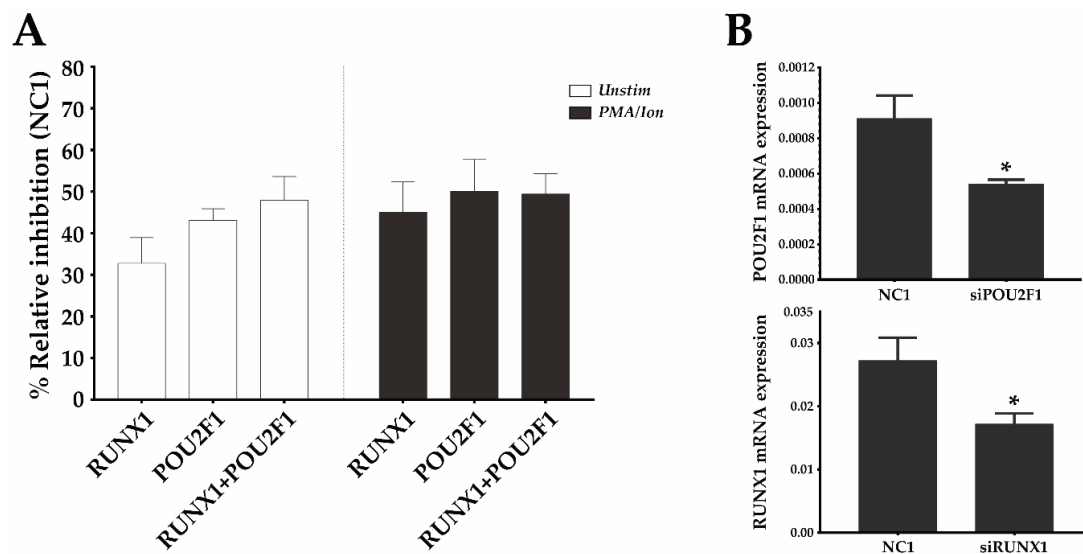 A
% Relative inhibition (NC1)
80
70
60
50
40
30
20
10
0
Unstim
PMA/Ion
RUNX1
POU2F1
RUNX1+POU2F1
RUNX1
POU2F1
RUNX1+POU2F1
B
POU2F1 mRNA expression
0.0012
0.0010
0.0008
0.0006
0.0004
0.0002
0.0000
*
NC1
siPOU2F1
RUNX1 mRNA expression
0.035
0.03
0.02
0.01
0.00
*
NC1
siRUNX1